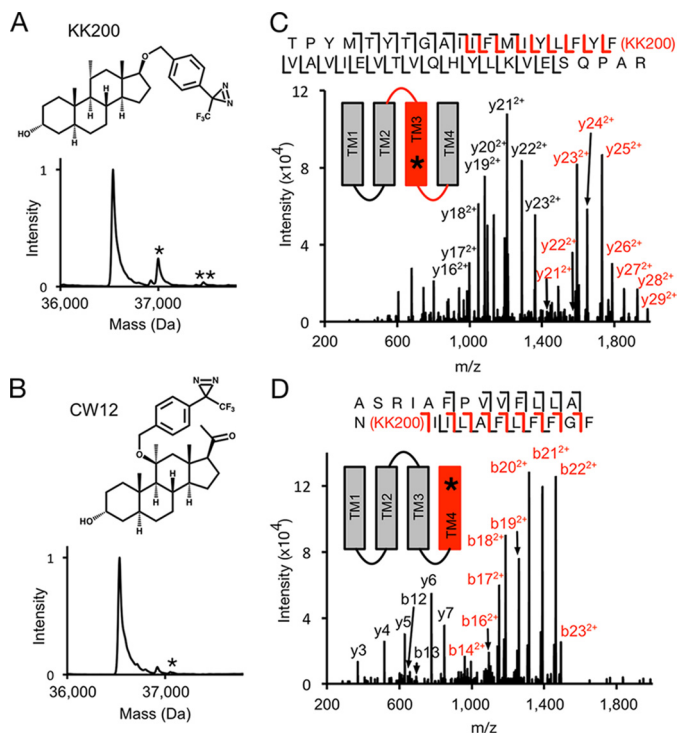 A
KK200
O
N
N
F₃C
HO
H
H
H
H
Intensity
1
0
*
**
36,000
37,000
Mass (Da)
B
CW12
N
N
CF₃
O
O
HO
H
H
H
Intensity
1
0
*
36,000
37,000
Mass (Da)
C
T P Y M T Y T G A I I F M I Y L F Y F (KK200)
V A V I E V T V Q H Y L K V E S Q P A R
Intensity (x10⁴)
12
8
4
0
TM1
TM2
TM3
TM4
*
y16²⁺
y17²⁺
y18²⁺
y19²⁺
y20²⁺
y21²⁺
y22²⁺
y23²⁺
y21²⁺
y22²⁺
y23²⁺
y24²⁺
y25²⁺
y26²⁺
y27²⁺
y28²⁺
y29²⁺
200
600
1,000
1,400
1,800
m/z
D
A S R I A F P V V F L L A
N (KK200) I I L A F L F F G F
Intensity (x10⁴)
12
8
4
0
TM1
TM2
TM3
TM4
*
y3
y4
y5
b12
b13
y6
y7
b14²⁺
b16²⁺
b17²⁺
b18²⁺
b19²⁺
b20²⁺
b21²⁺
b22²⁺
b23²⁺
200
600
1,000
1,400
1,800
m/z